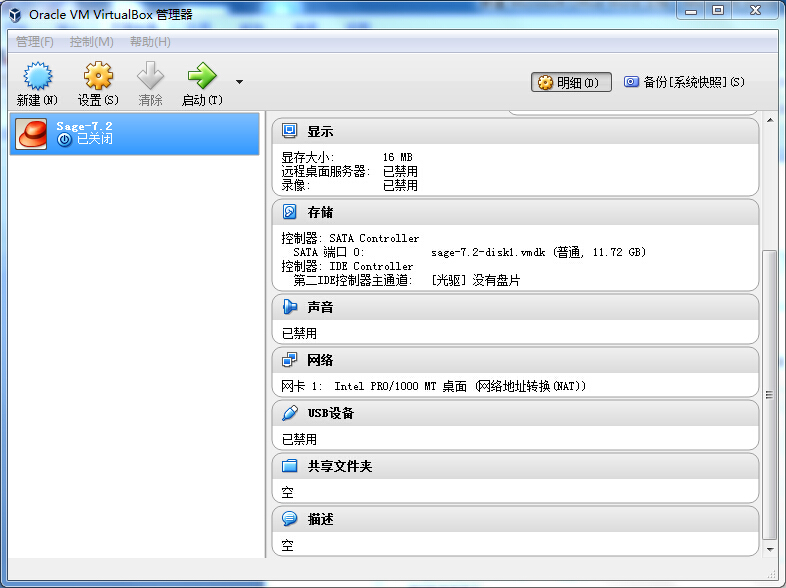 Oracle VM VirtualBox 管理器
管理(F) 控制(M) 帮助(H)
新建(N) 设置(S) 清除 启动(T) 明细(D) 备份[系统快照](S)
Sage-7.2
已关闭
显示
显存大小: 16 MB
远程桌面服务器: 已禁用
录像: 已禁用
存储
控制器: SATA Controller
SATA 端口 0: sage-7.2-disk1.vmdk (普通, 11.72 GB)
控制器: IDE Controller
第二IDE控制器主通道: [光驱] 没有盘片
声音
已禁用
网络
网卡 1: Intel PRO/1000 MT 桌面 (网络地址转换(NAT))
USB设备
已禁用
共享文件夹
空
描述
空